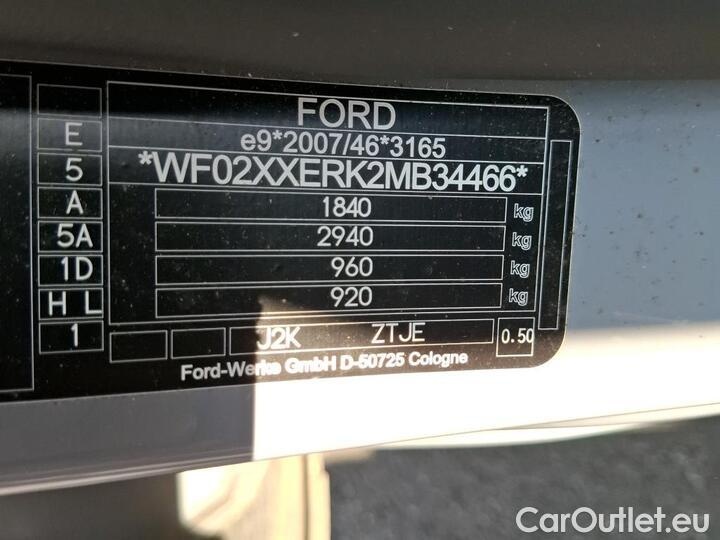 FORD
E
e9*2007/46*3165
5
*WF02XXERK2MB34466*
A
1840 kg
5A
2940 kg
1D
960 kg
H L
920 kg
1
J2K ZTJE 0.50
Ford-Werke GmbH D-50725 Cologne
CarOutlet.eu